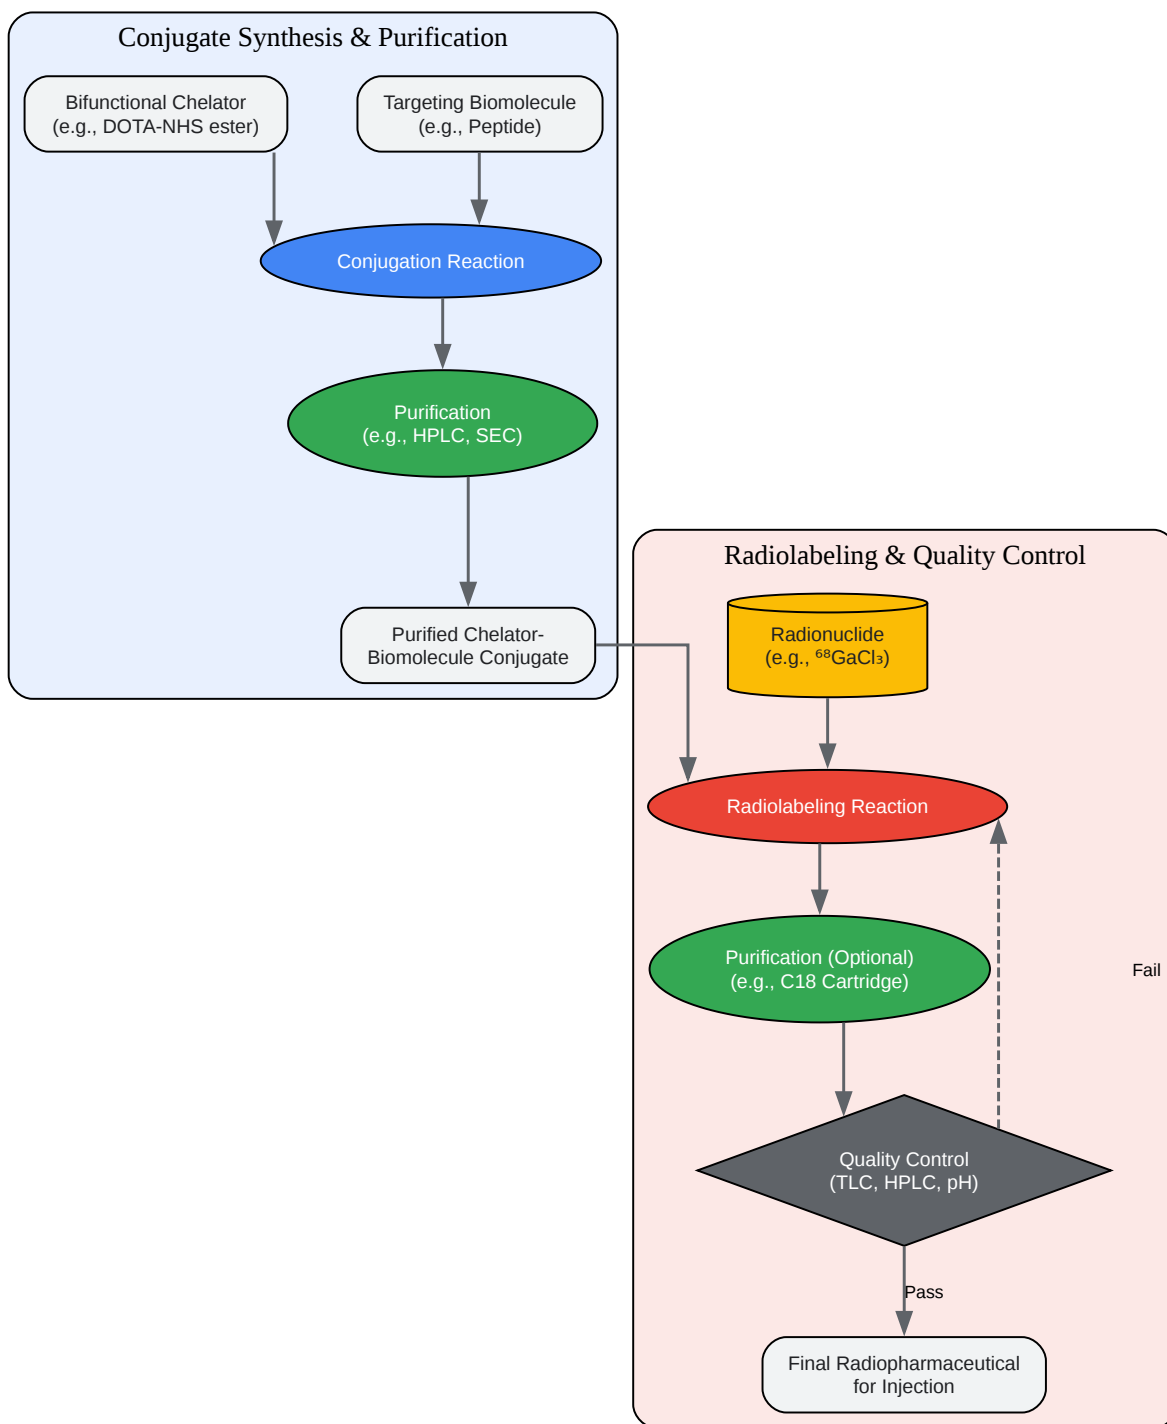 Conjugate Synthesis & Purification
Bifunctional Chelator
(e.g., DOTA-NHS ester)
Targeting Biomolecule
(e.g., Peptide)
Conjugation Reaction
Purification
(e.g., HPLC, SEC)
Purified Chelator-
Biomolecule Conjugate
Radiolabeling & Quality Control
Radionuclide
(e.g., ⁶⁸GaCl₃)
Radiolabeling Reaction
Purification (Optional)
(e.g., C18 Cartridge)
Fail
Quality Control
(TLC, HPLC, pH)
Pass
Final Radiopharmaceutical
for Injection